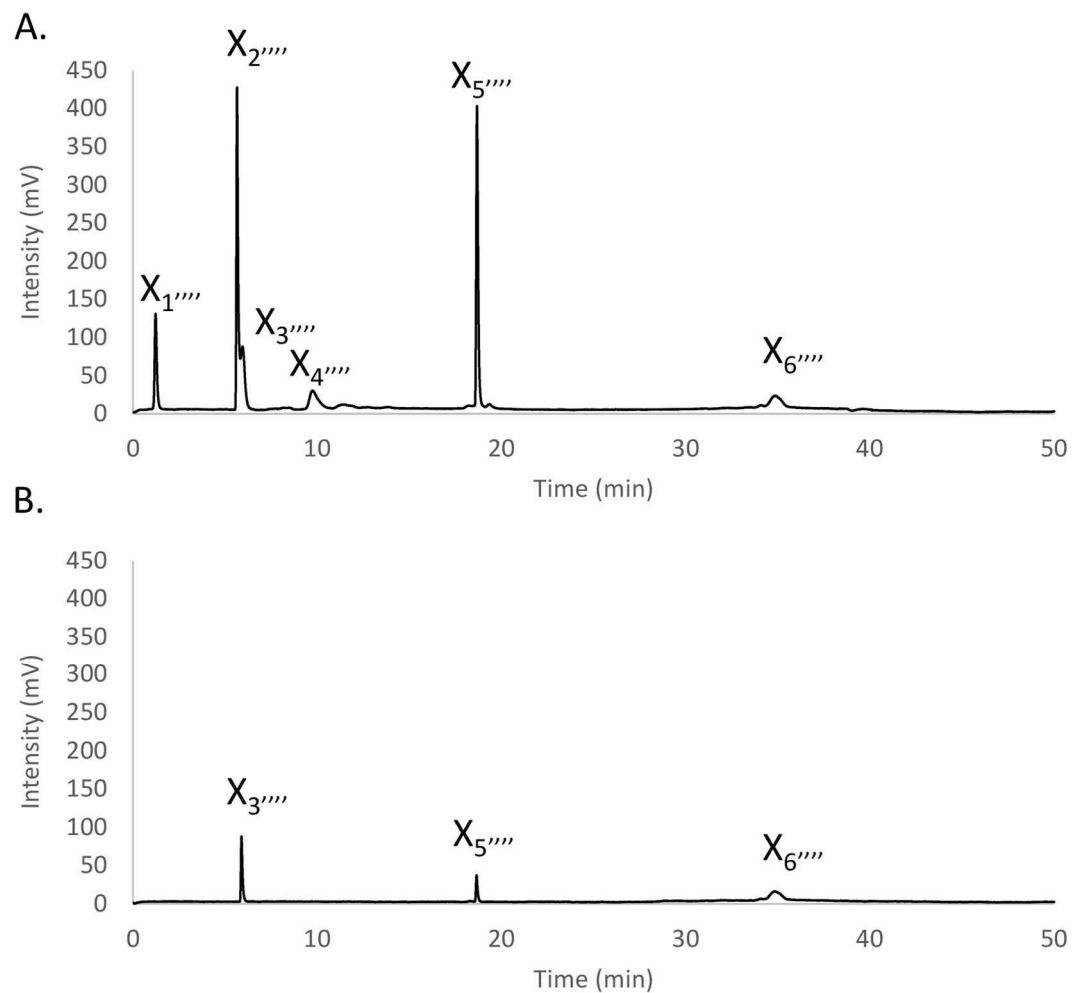 A.
X2’’’’
X5’’’’
450
400
350
300
250
200
150
100
50
0
Intensity (mV)
X1’’’’
X3’’’’
X4’’’’
X6’’’’
0 10 20 30 40 50
Time (min)
B.
450
400
350
300
250
200
150
100
50
0
Intensity (mV)
X3’’’’
X5’’’’
X6’’’’
0 10 20 30 40 50
Time (min)